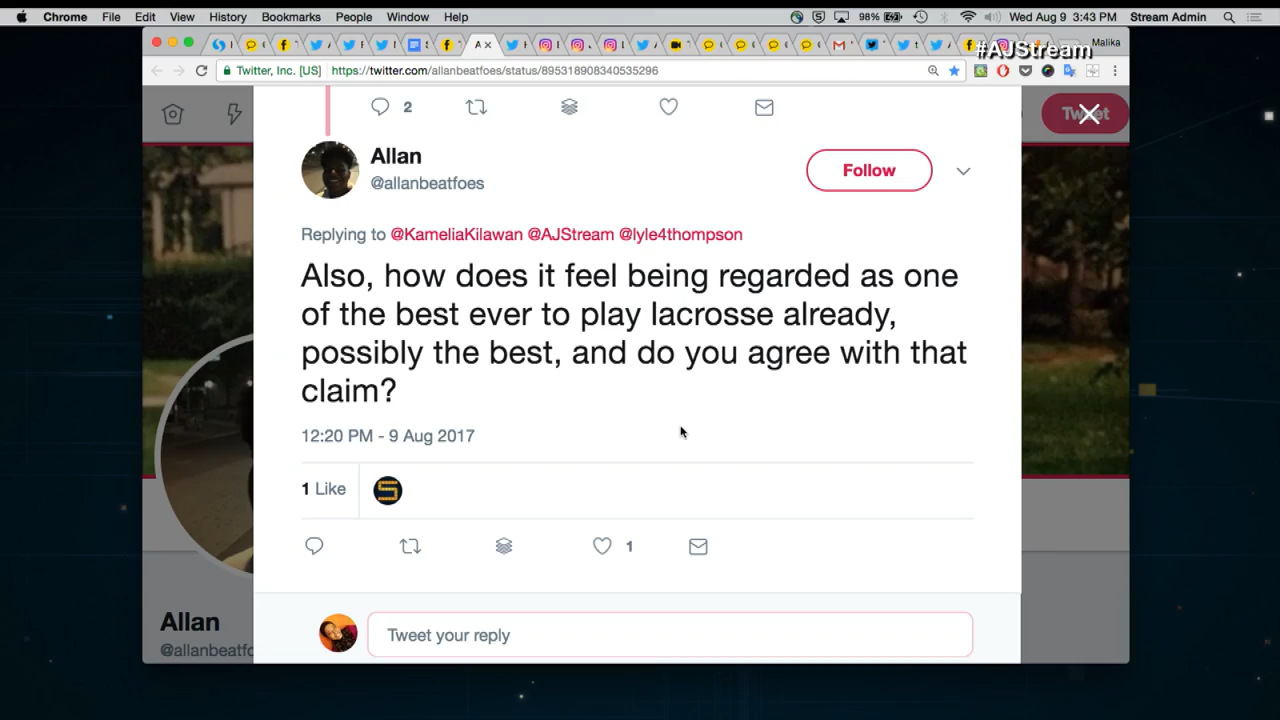 Chrome File Edit View History Bookmarks People Window Help 98% Wed Aug 9 3:43 PM Stream Admin
Malika
#AJStream
Twitter, Inc. [US] https://twitter.com/allanbeatfoes/status/895318908340535296
2
Tweet
Allan
@allanbeatfoes
Follow
Replying to @KameliaKilawan @AJStream @lyle4thompson
Also, how does it feel being regarded as one
of the best ever to play lacrosse already,
possibly the best, and do you agree with that
claim?
12:20 PM - 9 Aug 2017
1 Like
S
1
Allan
@allanbeatfo
Tweet your reply